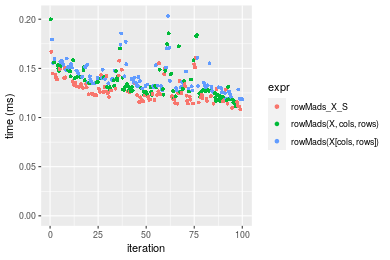 0.20
0.15
0.10
0.05
0.00
time (ms)
0
25
50
75
100
iteration
expr
rowMads_X_S
rowMads(X, cols, rows)
rowMads(X[cols, rows])